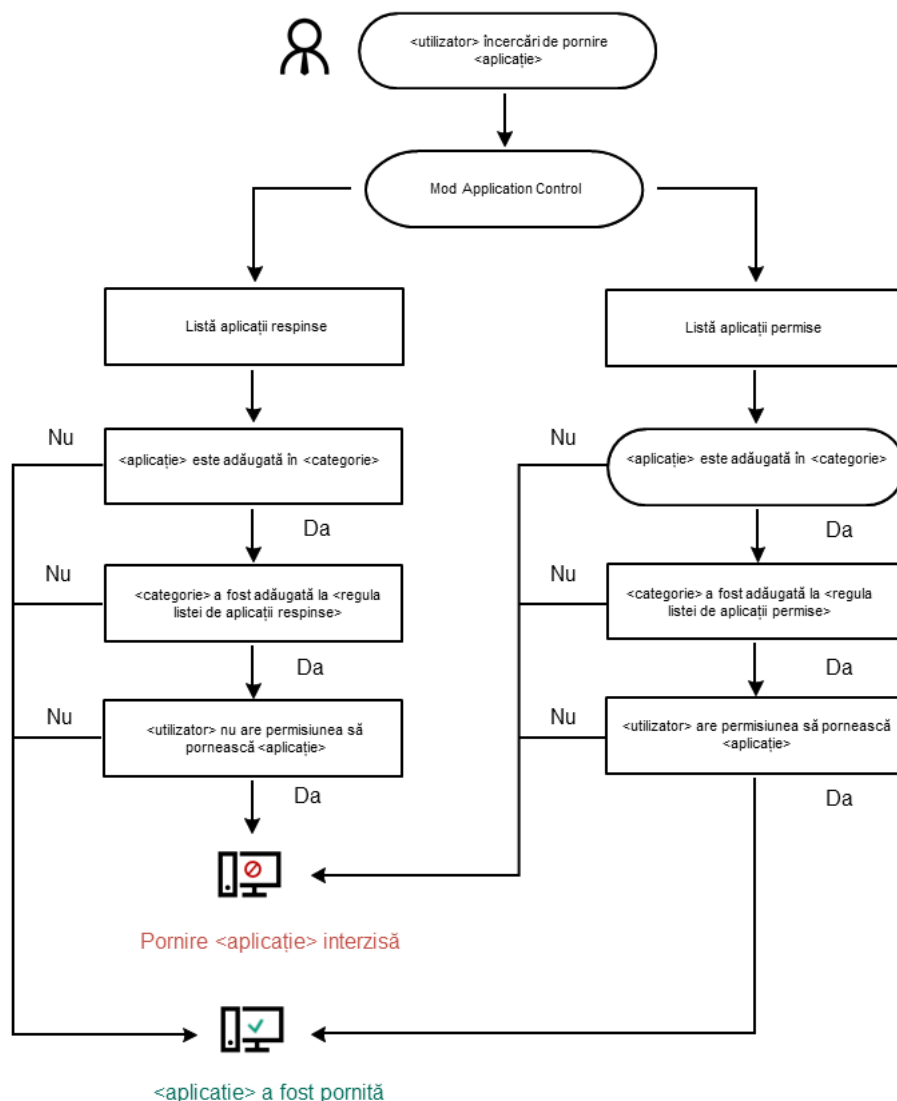 <utilizator> încercări de pornire
<aplicație>
Mod Application Control
Listă aplicații respinse
Listă aplicații permise
Nu
<aplicație> este adăugată în <categorie>
Nu
<aplicație> este adăugată în <categorie>
Da
Da
Nu
<categorie> a fost adăugată la <regula
listei de aplicații respinse>
Nu
<categorie> a fost adăugată la <regula
listei de aplicații permise>
Da
Da
Nu
<utilizator> nu are permisiunea să
pornească <aplicație>
Nu
<utilizator> are permisiunea să pornească
<aplicație>
Da
Da
Pornire <aplicație> interzisă
<aplicație> a fost pornită